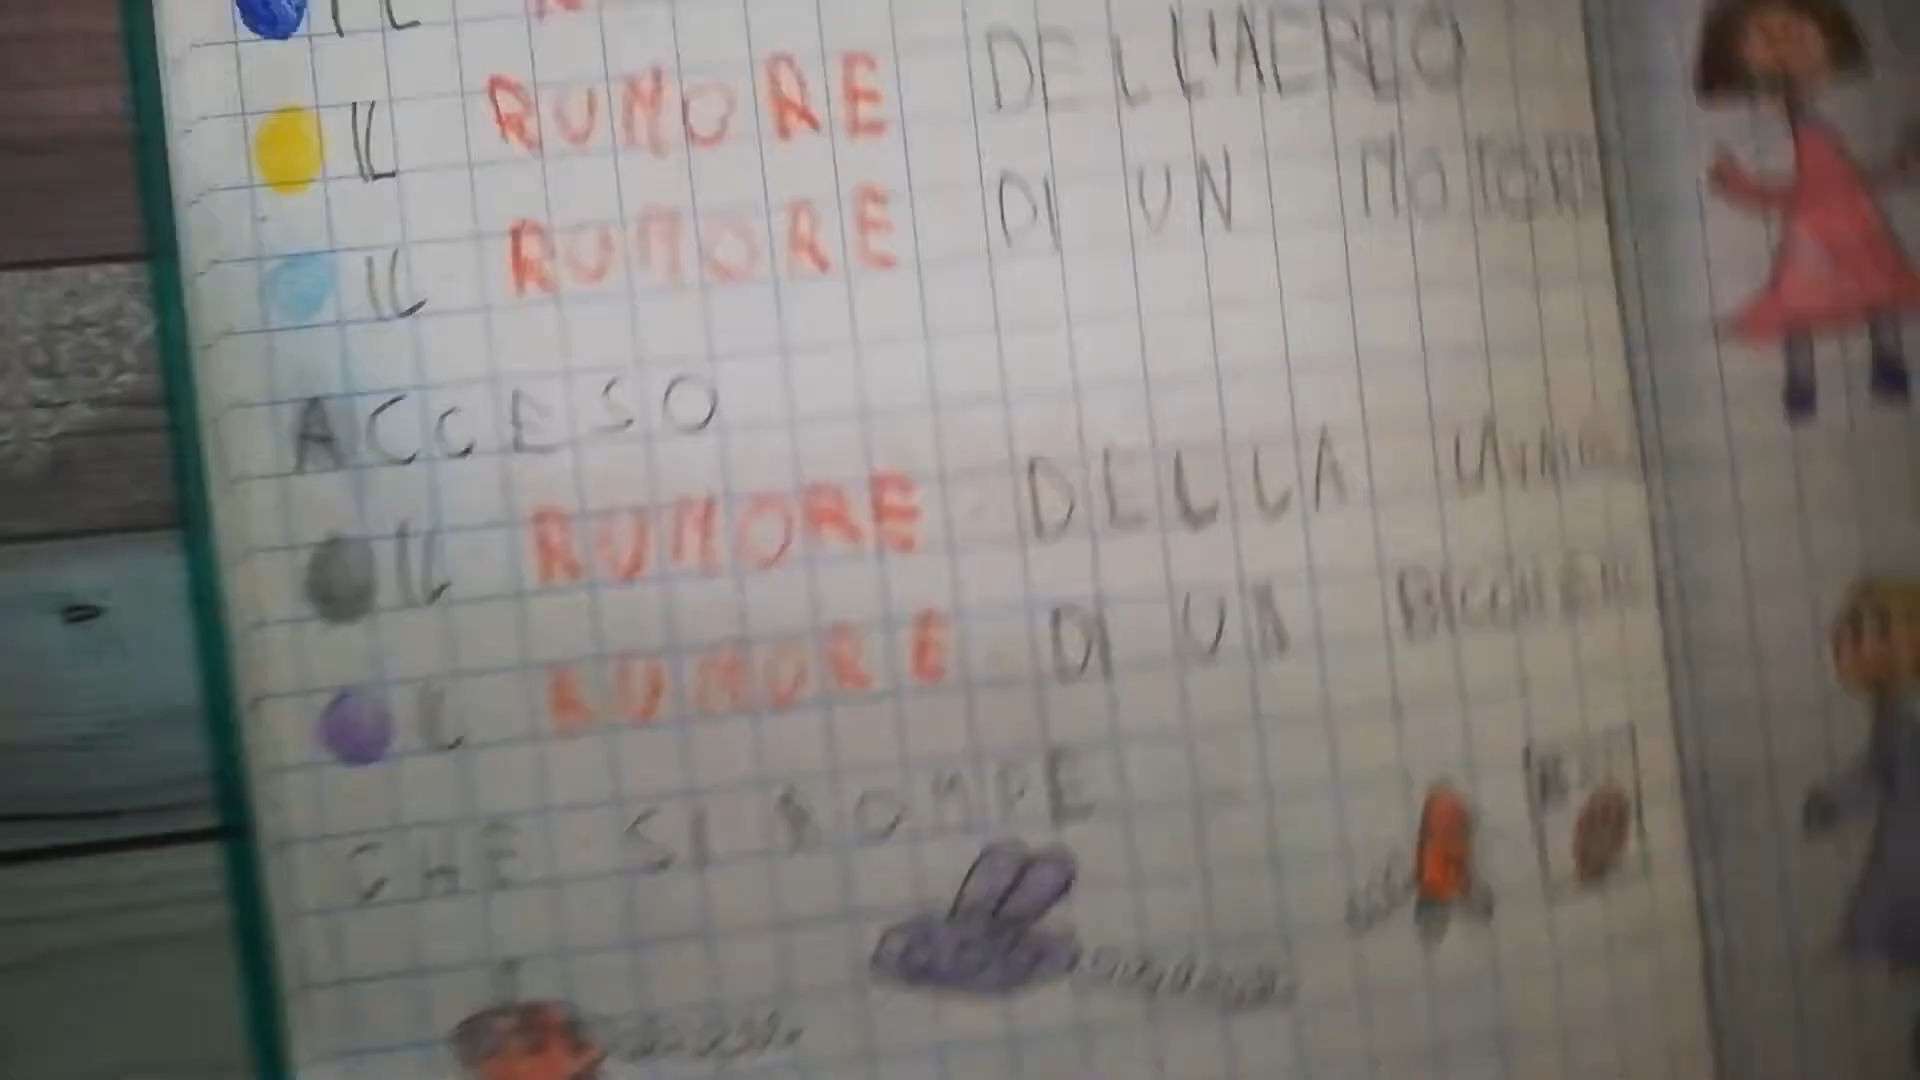 IL
IL RUMORE DELL'AEREO
IL RUMORE DI UN MOTORE
ACCESO
IL RUMORE DELLA
IL RUMORE DI UN BICCHIERE
CHE SI ROMPE